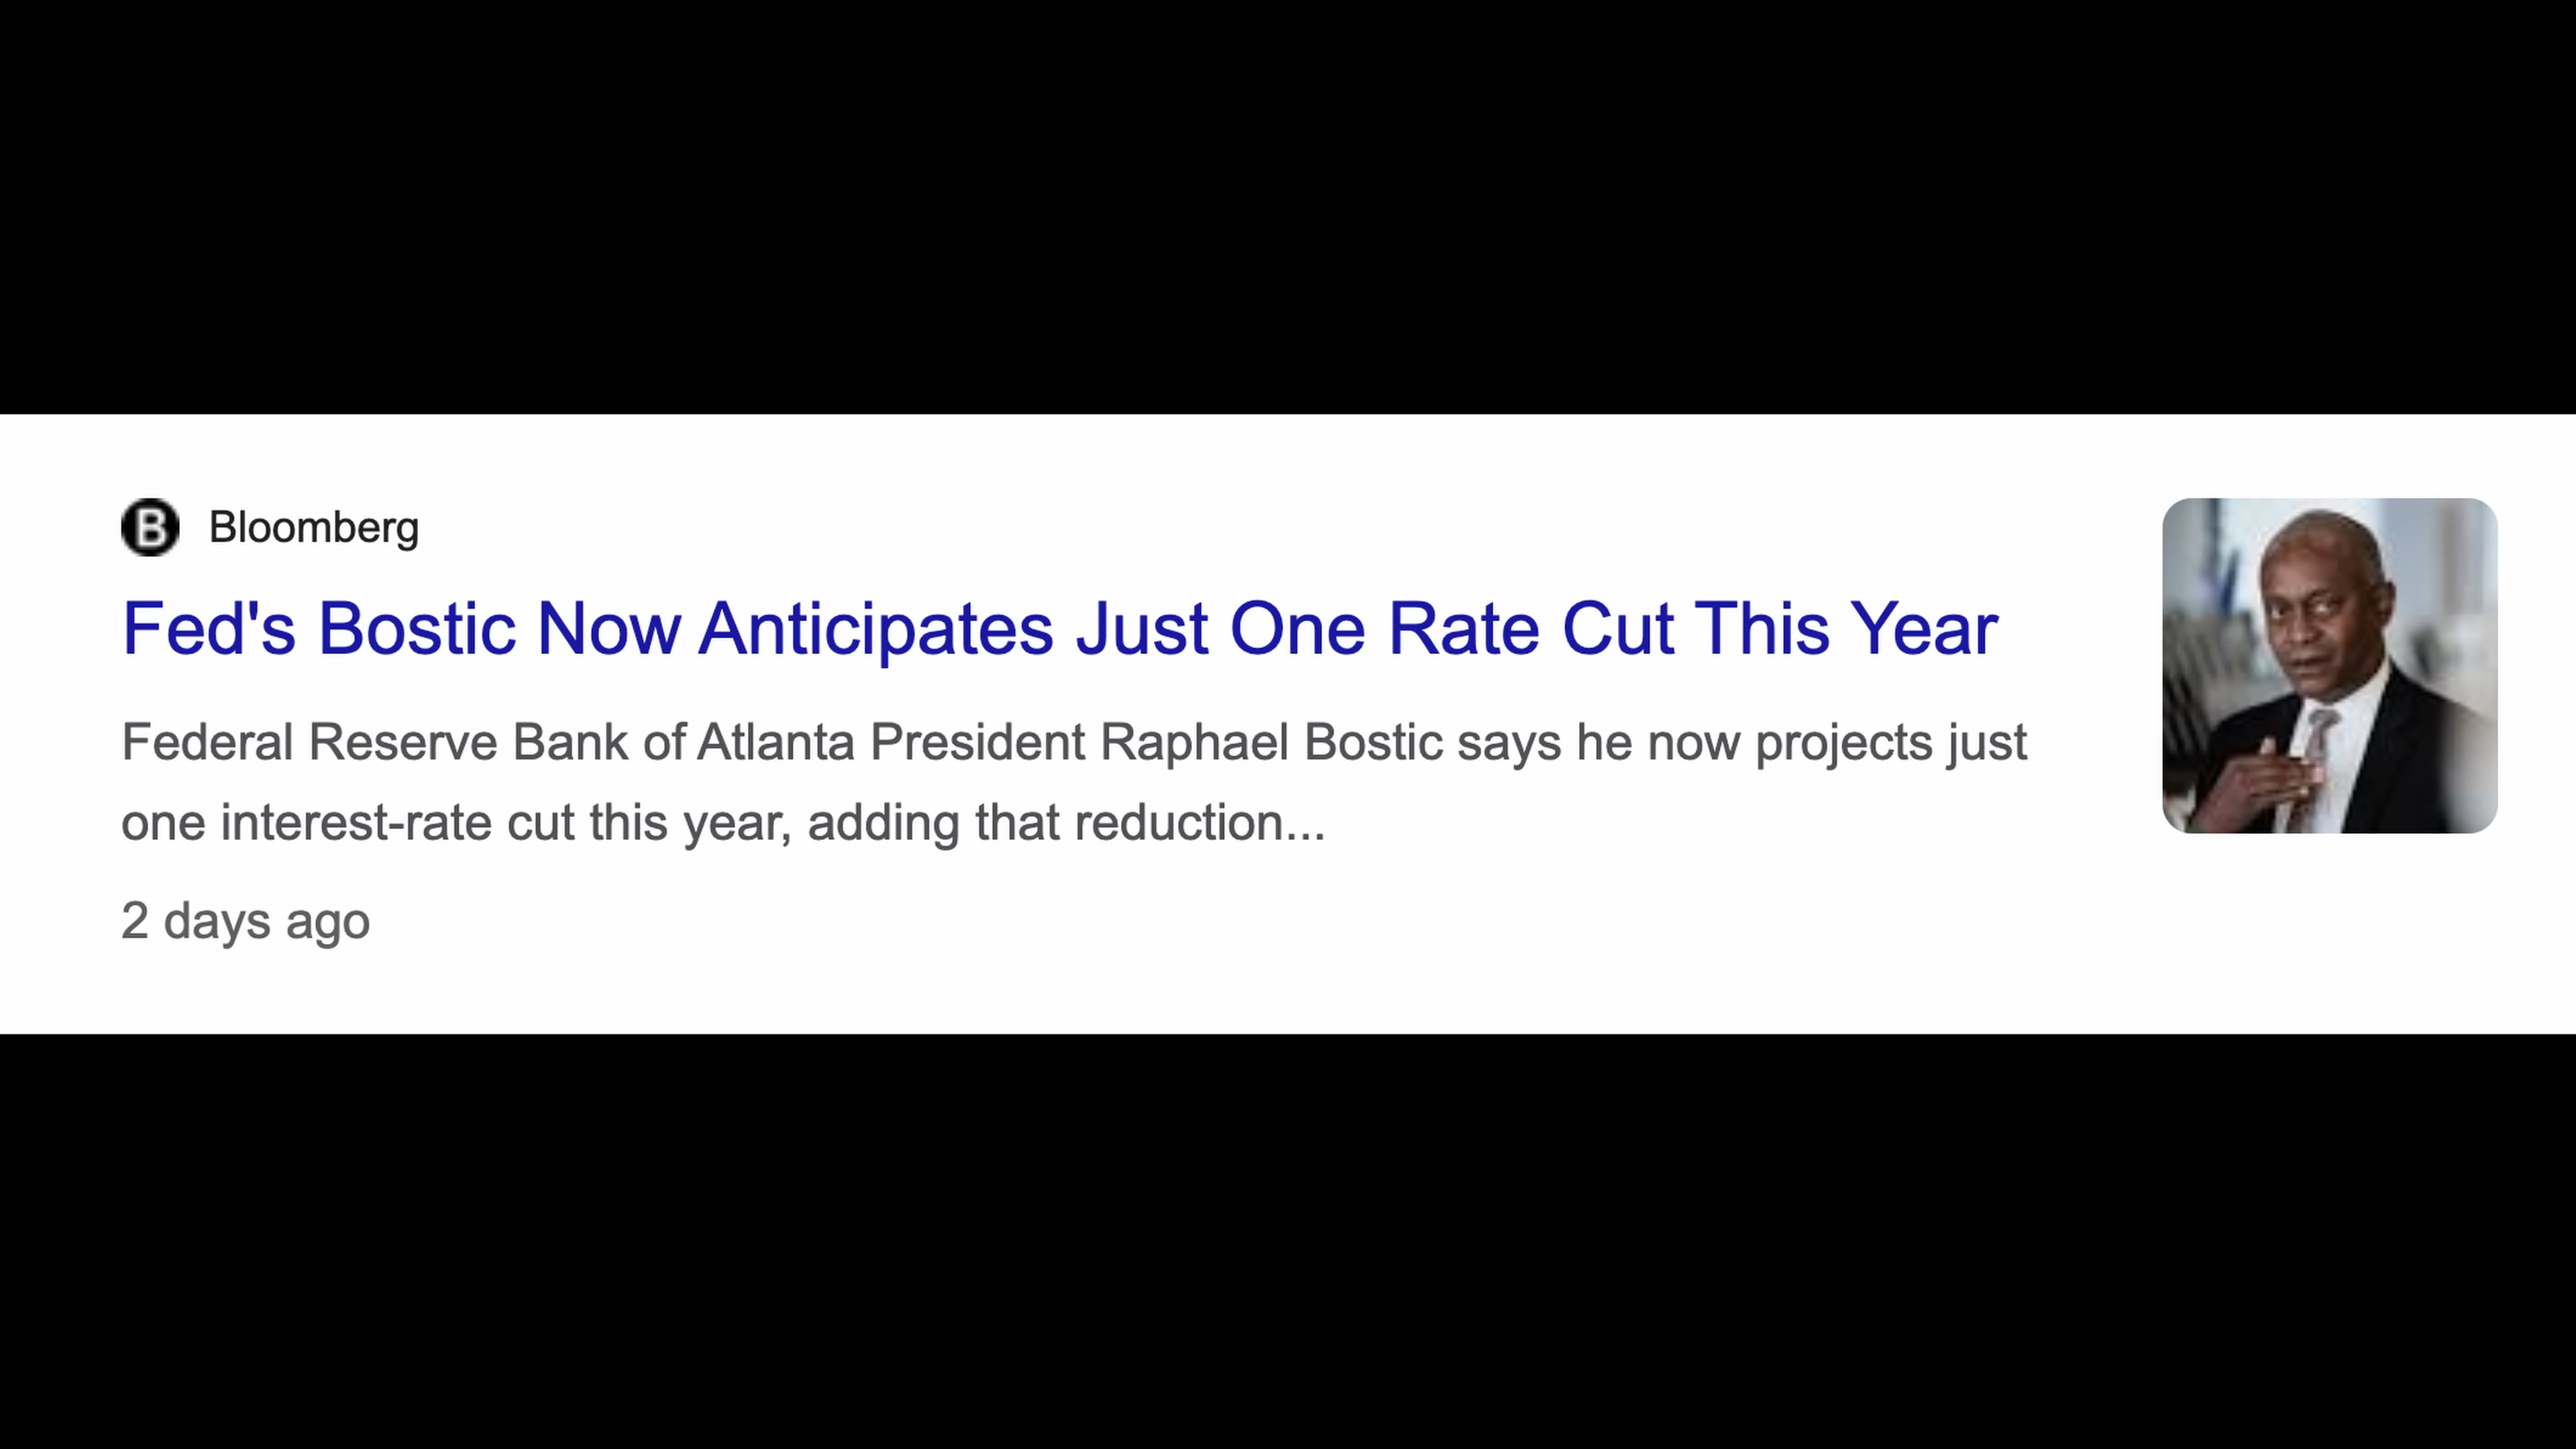 B Bloomberg
Fed's Bostic Now Anticipates Just One Rate Cut This Year
Federal Reserve Bank of Atlanta President Raphael Bostic says he now projects just
one interest-rate cut this year, adding that reduction...
2 days ago